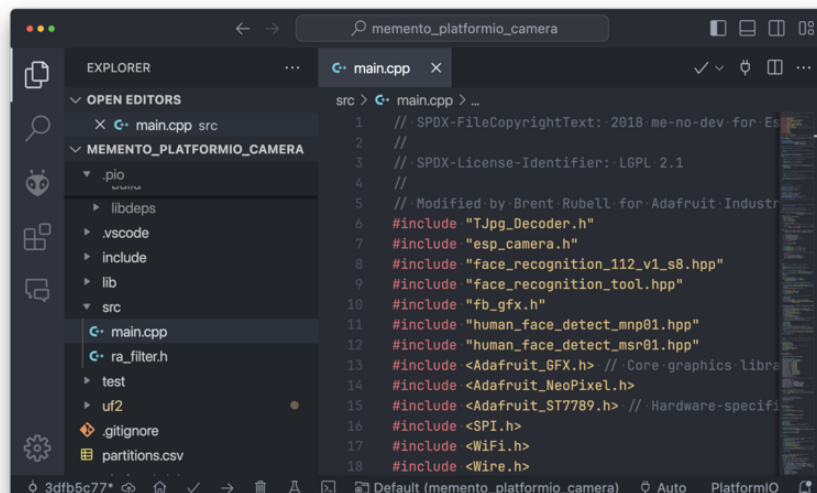 memento_platformio_camera
EXPLORER
OPEN EDITORS
main.cpp src
MEMENTO_PLATFORMIO_CAMERA
.pio
build
libdeps
.vscode
include
lib
src
main.cpp
ra_filter.h
test
uf2
.gitignore
partitions.csv
main.cpp
src > main.cpp > ...
1 // SPDX-FileCopyrightText: 2018 me-no-dev for Es
2 //
3 // SPDX-License-Identifier: LGPL 2.1
4 //
5 // Modified by Brent Rubell for Adafruit Industr
6 #include "TJpg_Decoder.h"
7 #include "esp_camera.h"
8 #include "face_recognition_112_v1_s8.hpp"
9 #include "face_recognition_tool.hpp"
10 #include "fb_gfx.h"
11 #include "human_face_detect_mnp01.hpp"
12 #include "human_face_detect_msr01.hpp"
13 #include <Adafruit_GFX.h> // Core graphics libra
14 #include <Adafruit_NeoPixel.h>
15 #include <Adafruit_ST7789.h> // Hardware-specifi
16 #include <SPI.h>
17 #include <WiFi.h>
18 #include <Wire.h>
3dfb5c77* Default (memento_platformio_camera) Auto PlatformIO